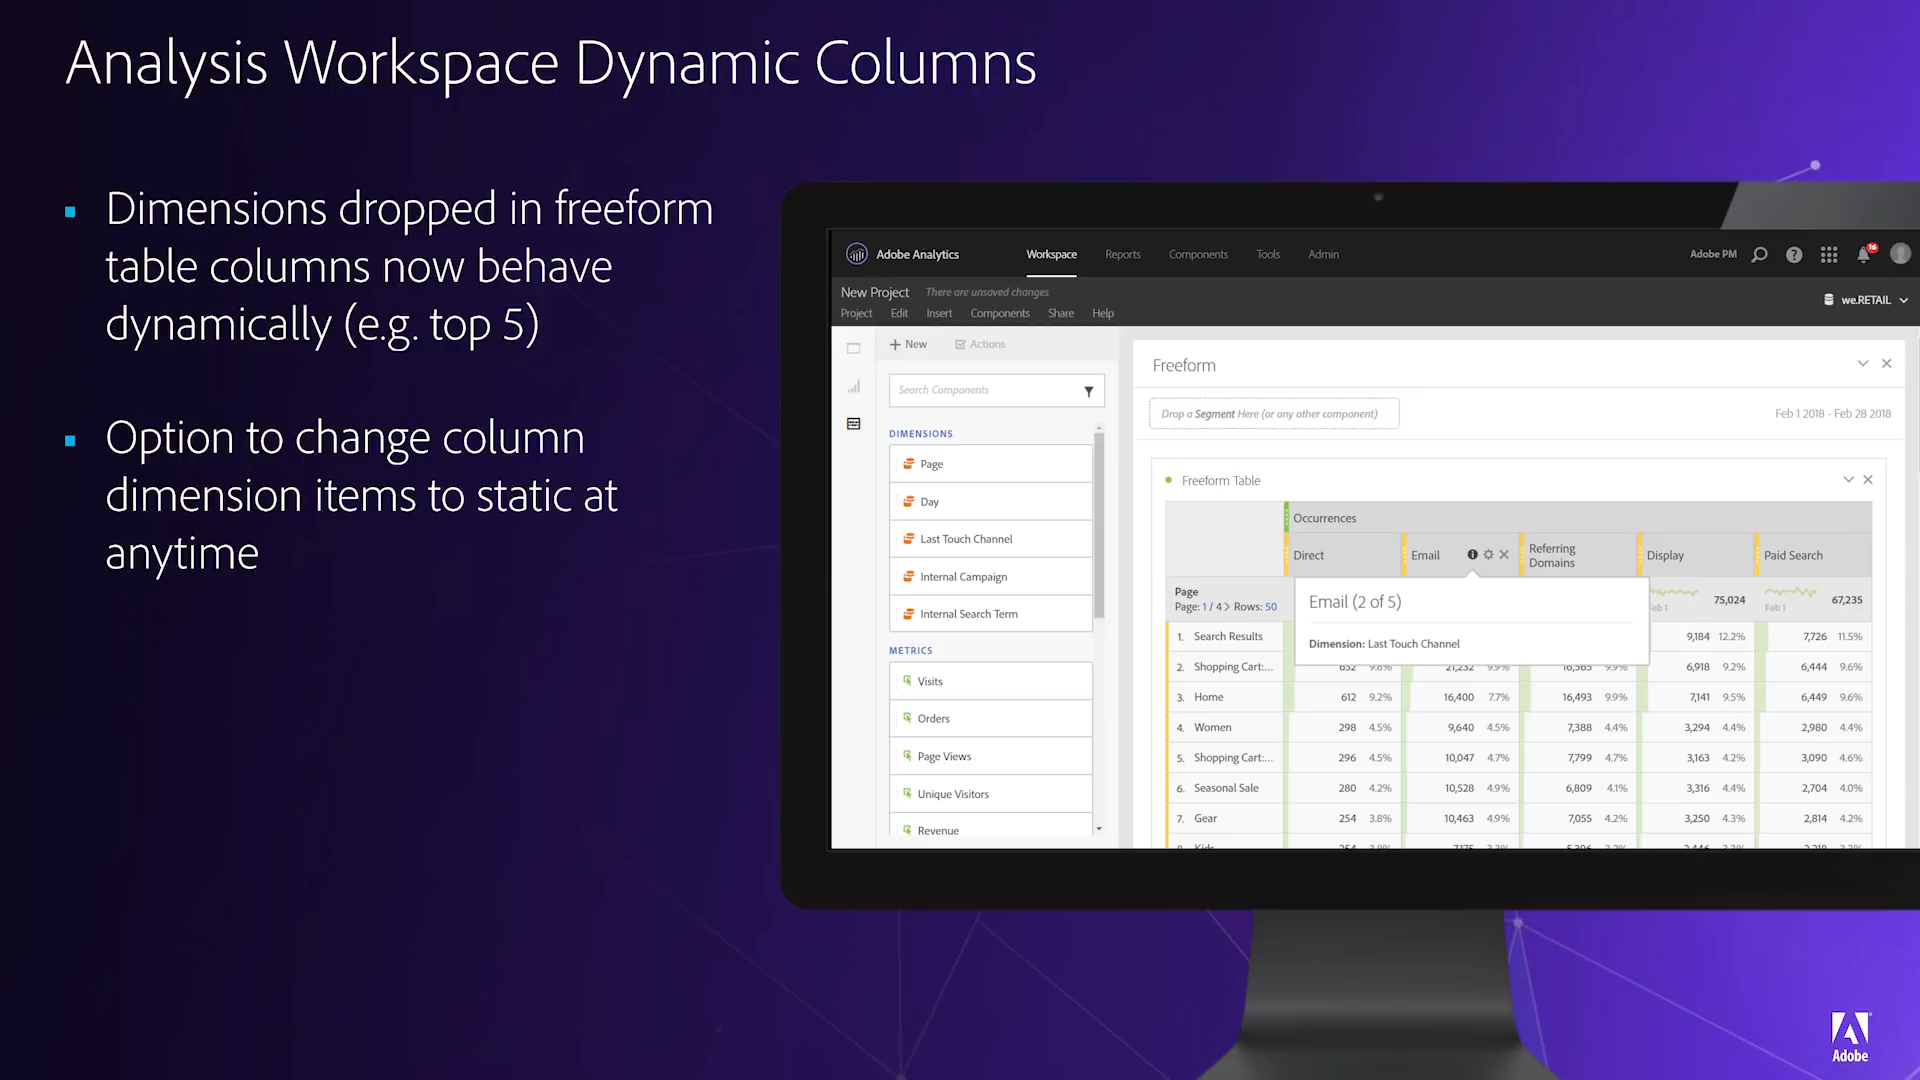 Analysis Workspace Dynamic Columns
Dimensions dropped in freeform
table columns now behave
dynamically (e.g. top 5)
Option to change column
dimension items to static at
anytime
Adobe Analytics Workspace Reports Components Tools Admin Adobe PM 16
New Project There are unsaved changes we.RETAIL
Project Edit Insert Components Share Help
New Actions
Search Components
DIMENSIONS
Page
Day
Last Touch Channel
Internal Campaign
Internal Search Term
METRICS
Visits
Orders
Page Views
Unique Visitors
Revenue
Freeform
Drop a Segment Here (or any other component) Feb 1 2018 - Feb 28 2018
Freeform Table
Occurrences
Direct Email Referring Domains Display Paid Search
Page
Page: 1 / 4 > Rows: 50 75,024 Feb 1 67,235
Email (2 of 5)
Dimension: Last Touch Channel
1. Search Results 9,184 12.2% 7,726 11.5%
2. Shopping Cart:... 6,918 9.2% 6,444 9.6%
3. Home 612 9.2% 16,400 7.7% 16,493 9.9% 7,141 9.5% 6,449 9.6%
4. Women 298 4.5% 9,640 4.5% 7,388 4.4% 3,294 4.4% 2,980 4.4%
5. Shopping Cart:... 296 4.5% 10,047 4.7% 7,799 4.7% 3,163 4.2% 3,090 4.6%
6. Seasonal Sale 280 4.2% 10,528 4.9% 6,809 4.1% 3,316 4.4% 2,704 4.0%
7. Gear 254 3.8% 10,463 4.9% 7,055 4.2% 3,250 4.3% 2,814 4.2%
Adobe